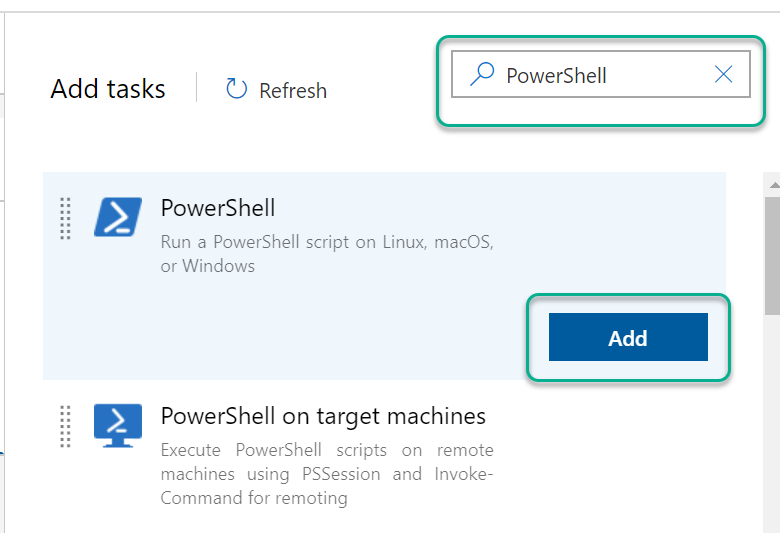 Add tasks
Refresh
PowerShell
PowerShell
Run a PowerShell script on Linux, macOS,
or Windows
Add
PowerShell on target machines
Execute PowerShell scripts on remote
machines using PSSession and Invoke-
Command for remoting